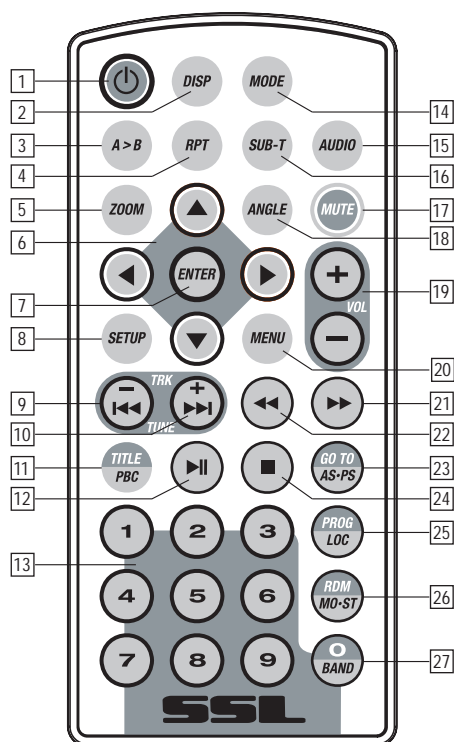 1
2
DISP
MODE
14
3
A > B
RPT
SUB-T
AUDIO
15
4
16
5
ZOOM
ANGLE
MUTE
17
6
18
7
ENTER
+
VOL
19
8
SETUP
MENU
−
20
9
− TRK +
21
10
TUNE
22
11
TITLE
PBC
GO TO
AS•PS
23
12
24
1
2
3
PROG
LOC
25
13
4
5
6
RDM
MO•ST
26
7
8
9
0
BAND
27
SSL